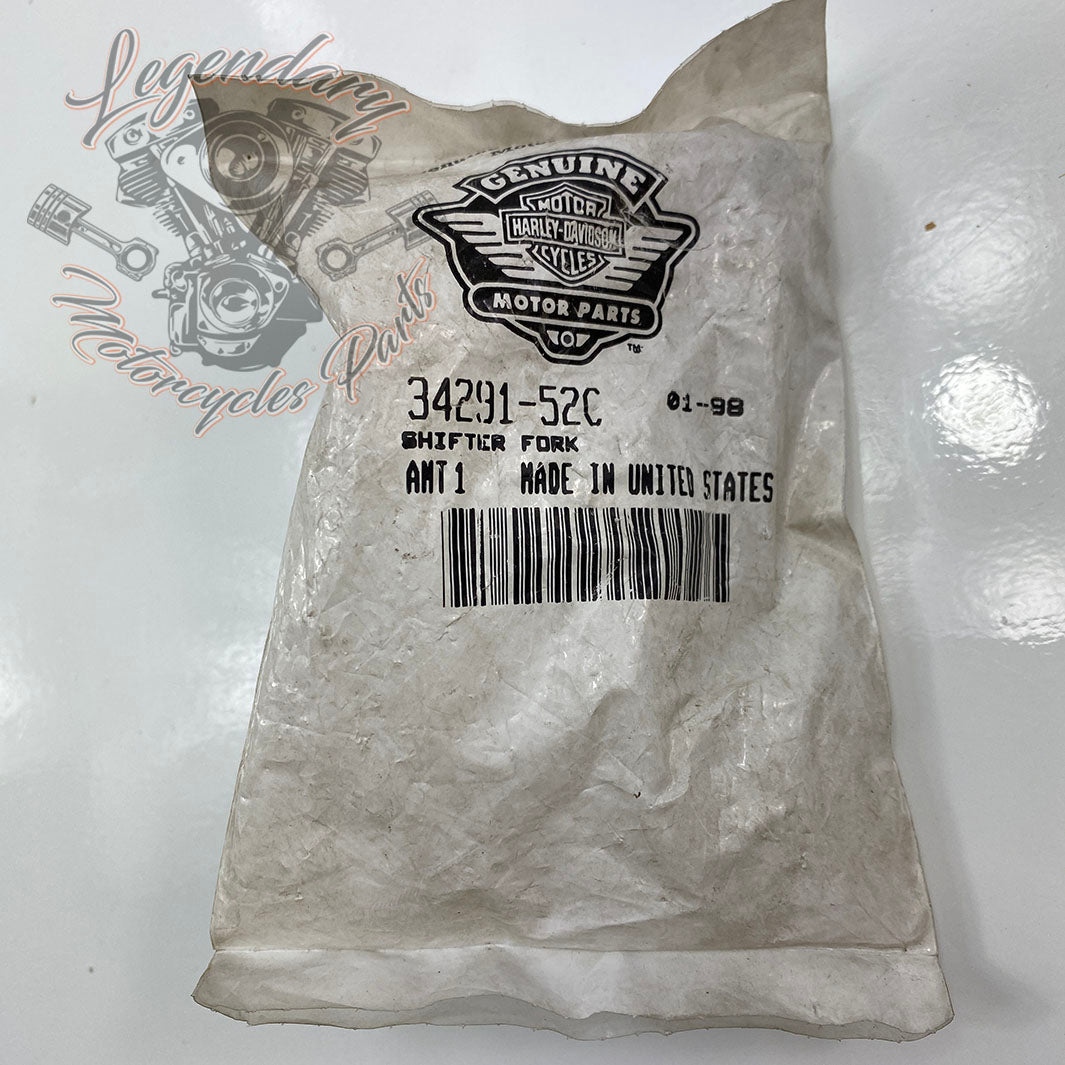 Legendary
Motorcycles Parts
GENUINE
MOTOR
HARLEY-DAVIDSON
CYCLES
MOTOR PARTS
TM
34291-52C 01-98
SHIFTER FORK
AMT 1 MADE IN UNITED STATES